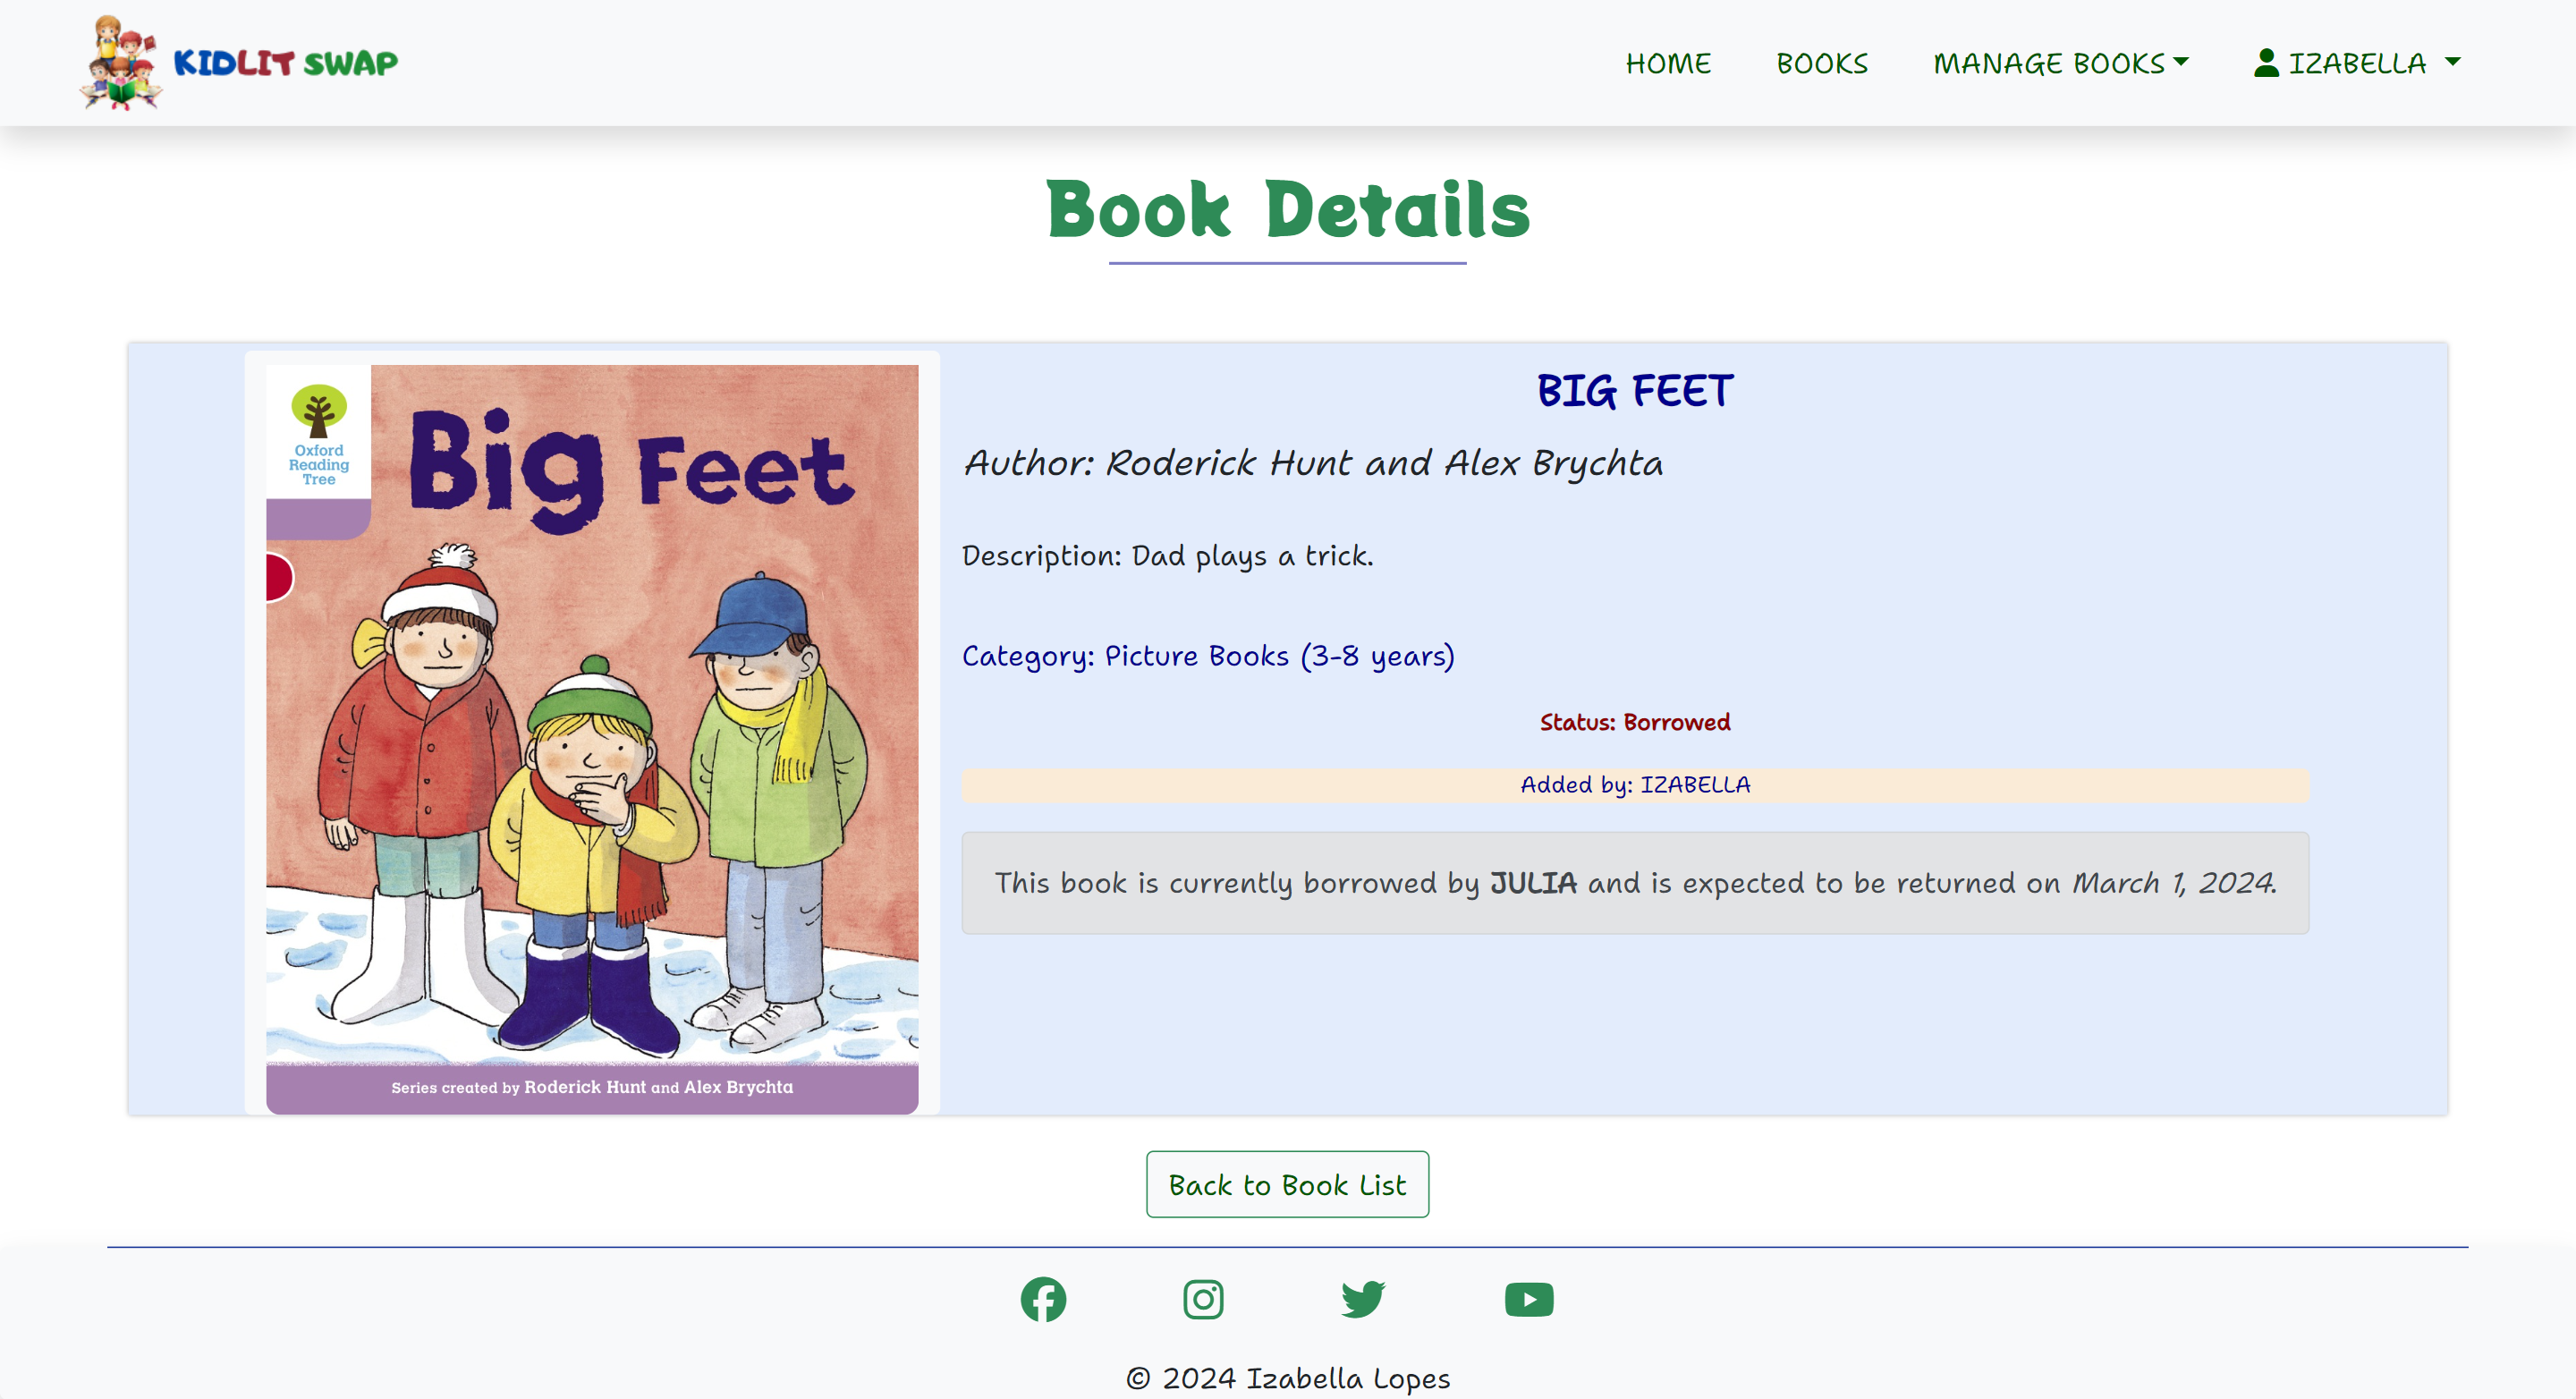 KIDLIT SWAP
HOME
BOOKS
MANAGE BOOKS
IZABELLA
Book Details
Oxford
Reading
Tree
Big Feet
Series created by Roderick Hunt and Alex Brychta
BIG FEET
Author: Roderick Hunt and Alex Brychta
Description: Dad plays a trick.
Category: Picture Books (3-8 years)
Status: Borrowed
Added by: IZABELLA
This book is currently borrowed by JULIA and is expected to be returned on March 1, 2024.
Back to Book List
© 2024 Izabella Lopes